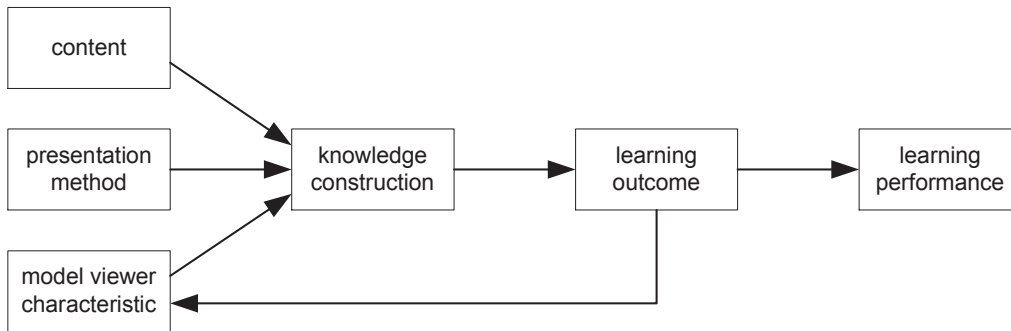 content
presentation
method
knowledge
construction
learning
outcome
learning
performance
model viewer
characteristic